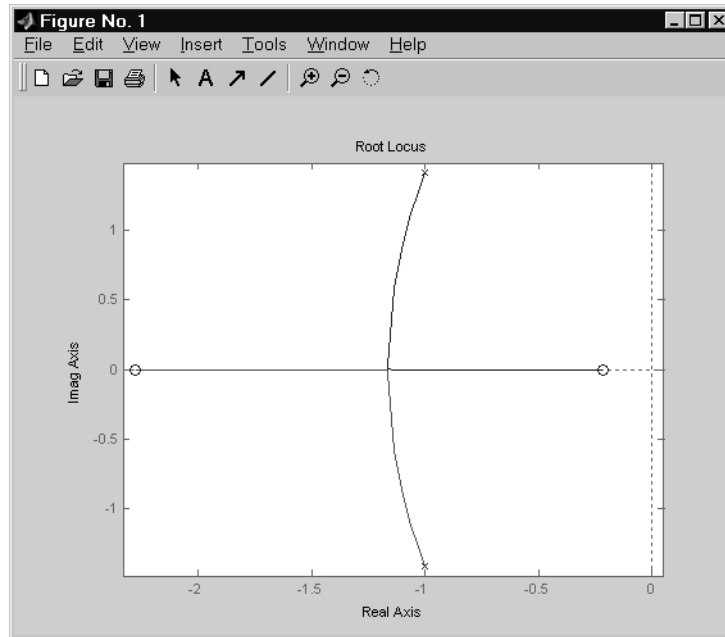 Figure No. 1
File Edit View Insert Tools Window Help
A
Root Locus
1
0.5
0
-0.5
-1
Imag Axis
-2 -1.5 -1 -0.5 0
Real Axis